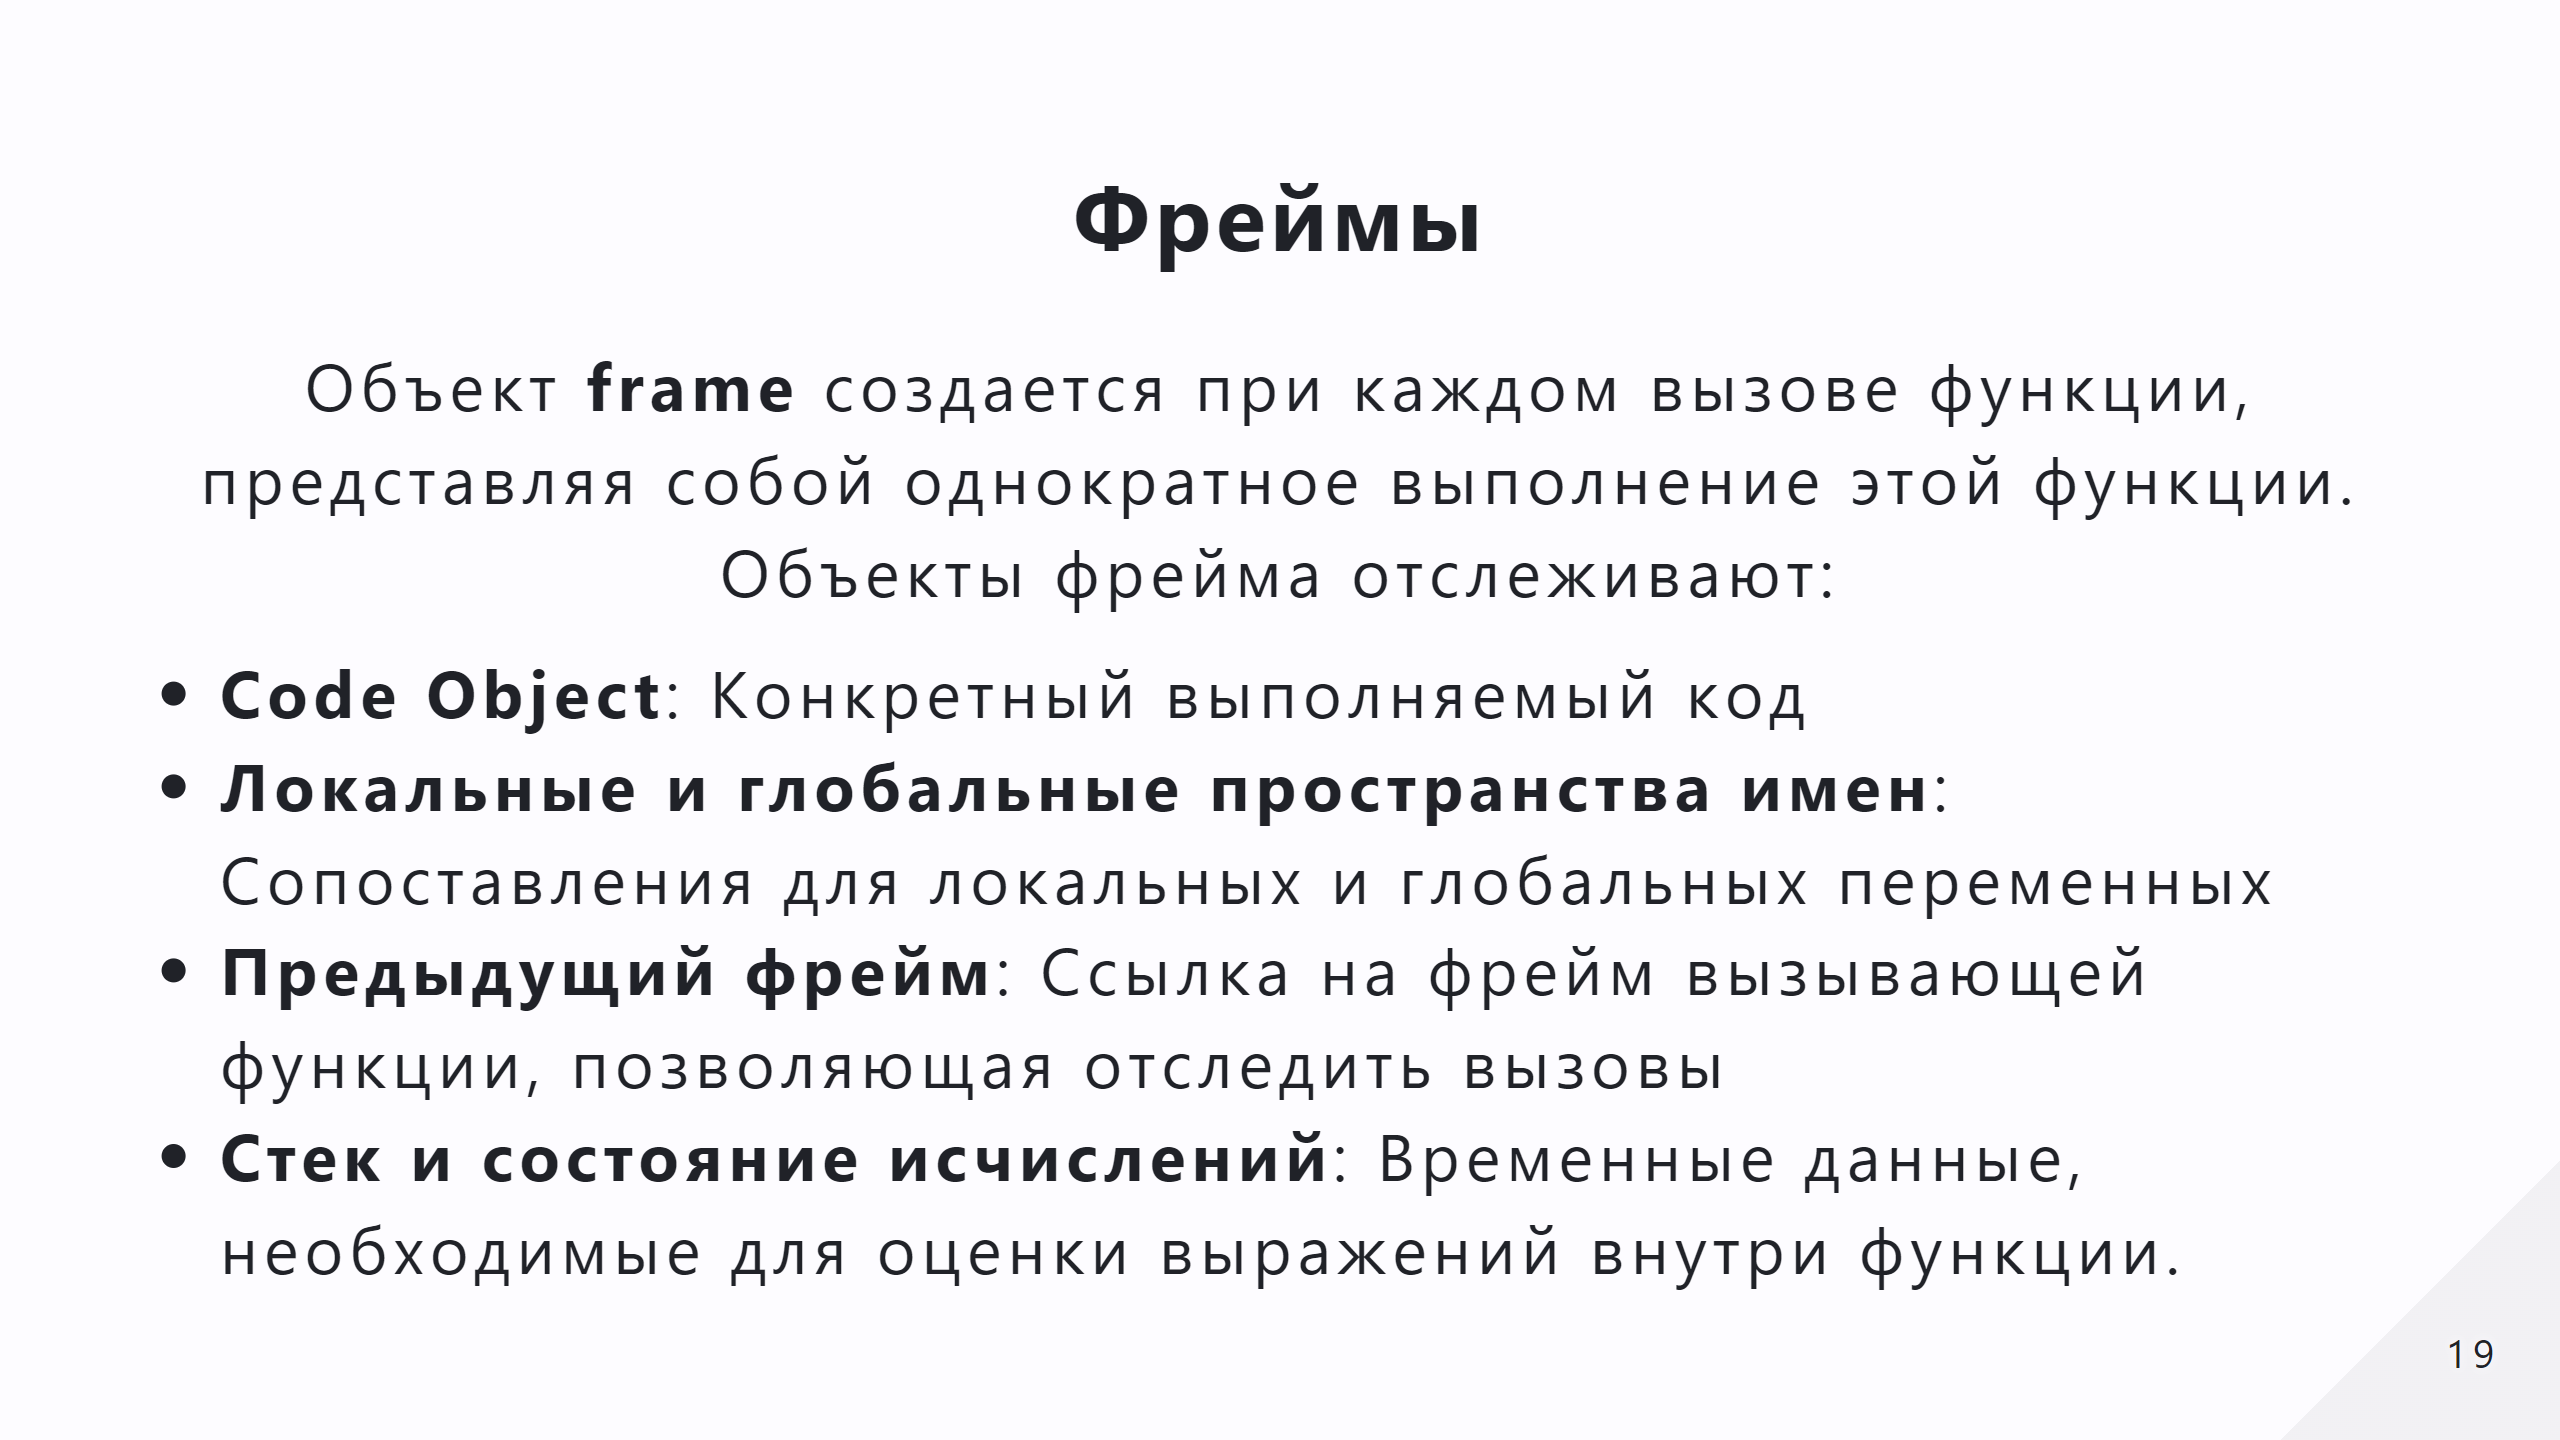 Фреймы
Объект frame создается при каждом вызове функции,
представляя собой однократное выполнение этой функции.
Объекты фрейма отслеживают:
• Code Object: Конкретный выполняемый код
• Локальные и глобальные пространства имен:
Сопоставления для локальных и глобальных переменных
• Предыдущий фрейм: Ссылка на фрейм вызывающей
функции, позволяющая отследить вызовы
• Стек и состояние исчислений: Временные данные,
необходимые для оценки выражений внутри функции.
19